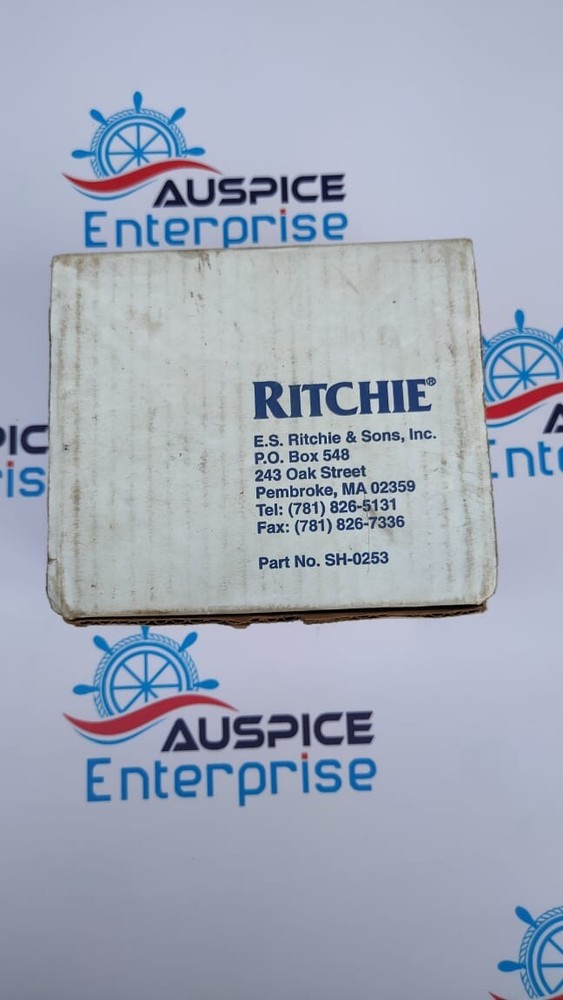 AUSPICE
Enterprise
RITCHIE®
E.S. Ritchie & Sons, Inc.
P.O. Box 548
243 Oak Street
Pembroke, MA 02359
Tel: (781) 826-5131
Fax: (781) 826-7336
Part No. SH-0253
AUSPICE
Enterprise